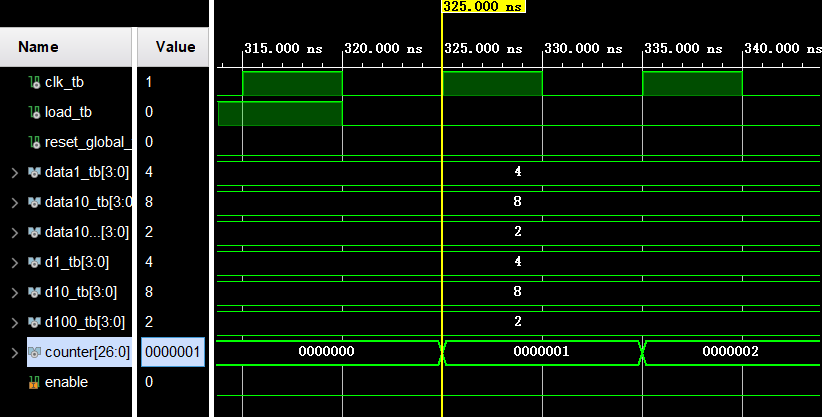 325.000 ns
Name Value
315.000 ns 320.000 ns 325.000 ns 330.000 ns 335.000 ns 340.000 ns
clk_tb 1
load_tb 0
reset_global_ 0
data1_tb[3:0] 4 4
data10_tb[3:0 8 8
data10...[3:0] 2 2
d1_tb[3:0] 4 4
d10_tb[3:0] 8 8
d100_tb[3:0] 2 2
counter[26:0] 0000001 0000000 0000001 0000002
enable 0